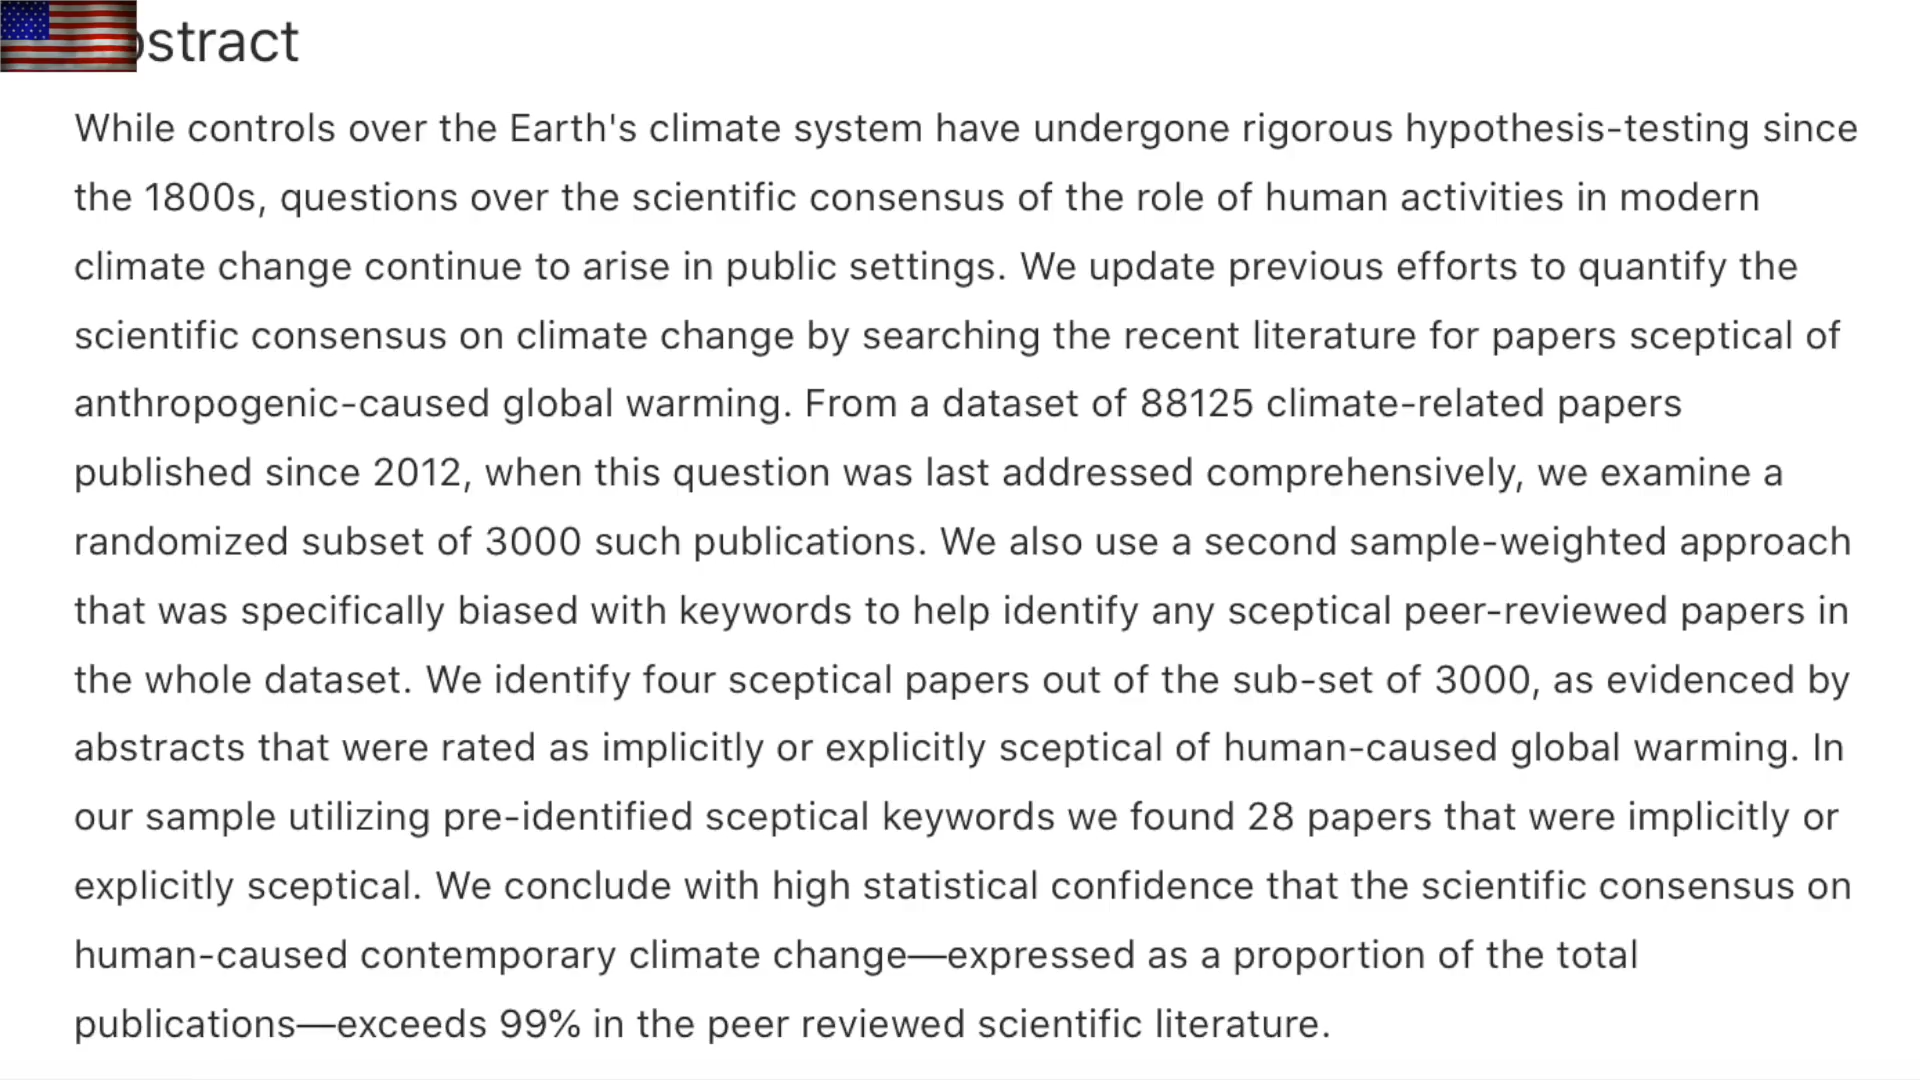 bstract
While controls over the Earth's climate system have undergone rigorous hypothesis-testing since
the 1800s, questions over the scientific consensus of the role of human activities in modern
climate change continue to arise in public settings. We update previous efforts to quantify the
scientific consensus on climate change by searching the recent literature for papers sceptical of
anthropogenic-caused global warming. From a dataset of 88125 climate-related papers
published since 2012, when this question was last addressed comprehensively, we examine a
randomized subset of 3000 such publications. We also use a second sample-weighted approach
that was specifically biased with keywords to help identify any sceptical peer-reviewed papers in
the whole dataset. We identify four sceptical papers out of the sub-set of 3000, as evidenced by
abstracts that were rated as implicitly or explicitly sceptical of human-caused global warming. In
our sample utilizing pre-identified sceptical keywords we found 28 papers that were implicitly or
explicitly sceptical. We conclude with high statistical confidence that the scientific consensus on
human-caused contemporary climate change—expressed as a proportion of the total
publications—exceeds 99% in the peer reviewed scientific literature.